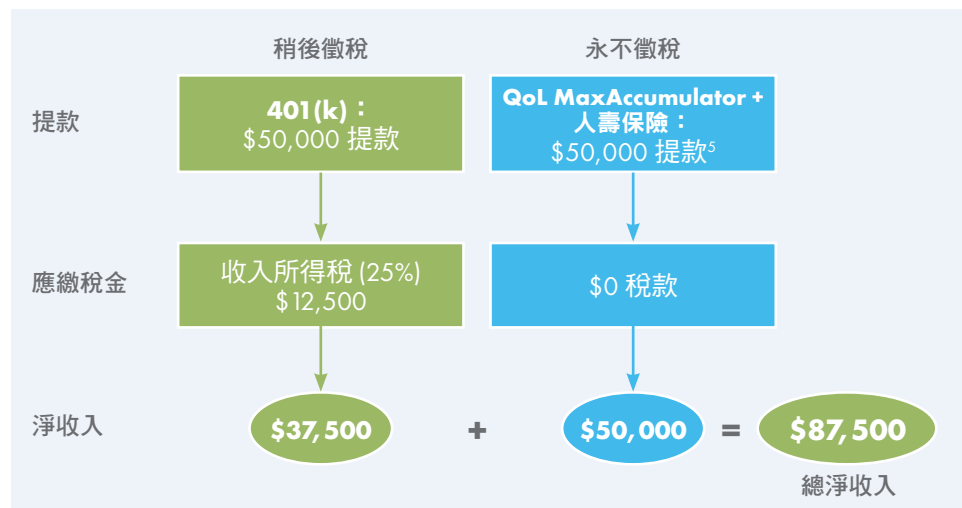 稍後徵稅
永不徵稅
提款
401(k)：
$50,000 提款
QoL MaxAccumulator +
人壽保險：
$50,000 提款⁵
應繳稅金
收入所得稅 (25%)
$12,500
$0 稅款
淨收入
$37,500
+
$50,000
=
$87,500
總淨收入